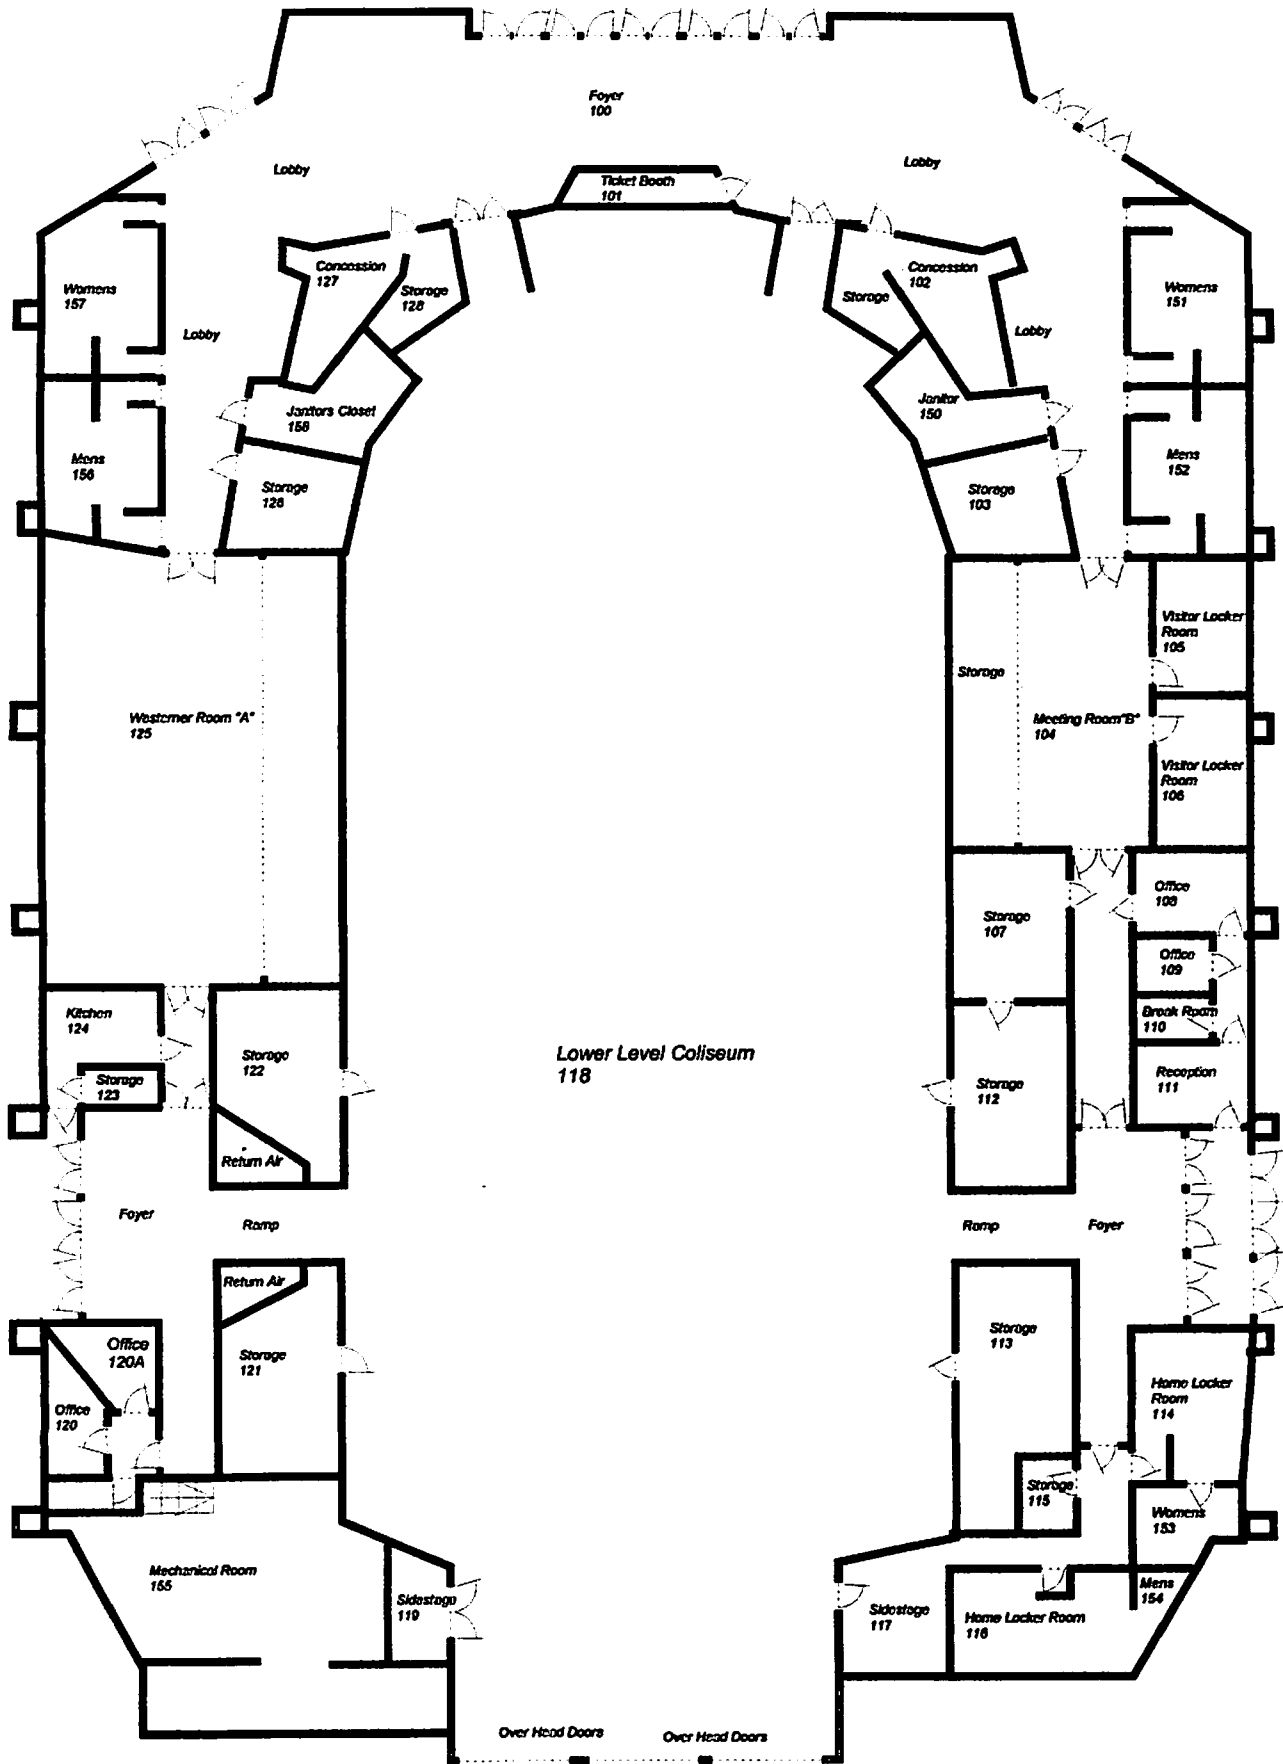 Foyer
100
Lobby
Lobby
Ticket Booth
101
Concession
127
Storage
128
Concession
102
Storage
Womens
157
Womens
151
Lobby
Lobby
Janitors Closet
158
Janitor
150
Mens
156
Mens
152
Storage
126
Storage
103
Visitor Locker
Room
105
Storage
Westerner Room "A"
125
Meeting Room"B"
104
Visitor Locker
Room
106
Office
108
Storage
107
Office
109
Kitchen
124
Break Room
110
Storage
122
Lower Level Coliseum
118
Storage
123
Storage
112
Reception
111
Return Air
Foyer
Ramp
Ramp
Foyer
Return Air
Office
120A
Storage
121
Storage
113
Home Locker
Room
114
Office
120
Storage
115
Womens
153
Mechanical Room
155
Sidestage
119
Sidestage
117
Home Locker Room
116
Mens
154
Over Head Doors
Over Head Doors